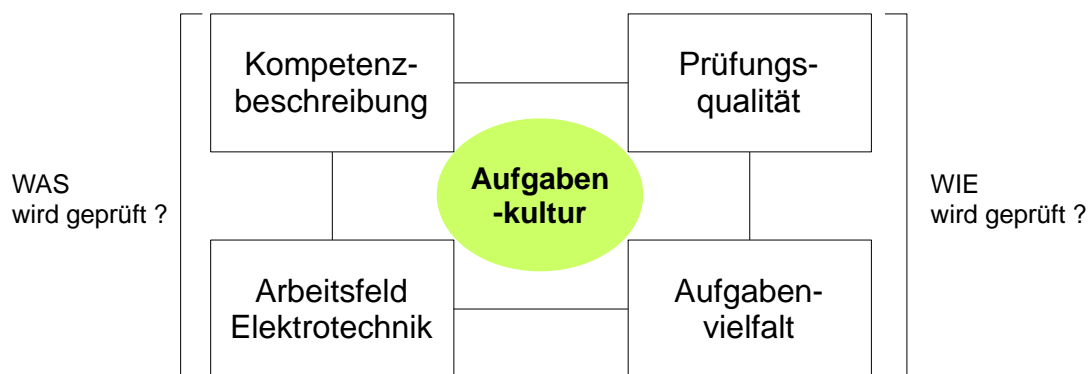 Kompetenz-
beschreibung
Prüfungs-
qualität
WAS
wird geprüft ?
Aufgaben
-kultur
WIE
wird geprüft ?
Arbeitsfeld
Elektrotechnik
Aufgaben-
vielfalt